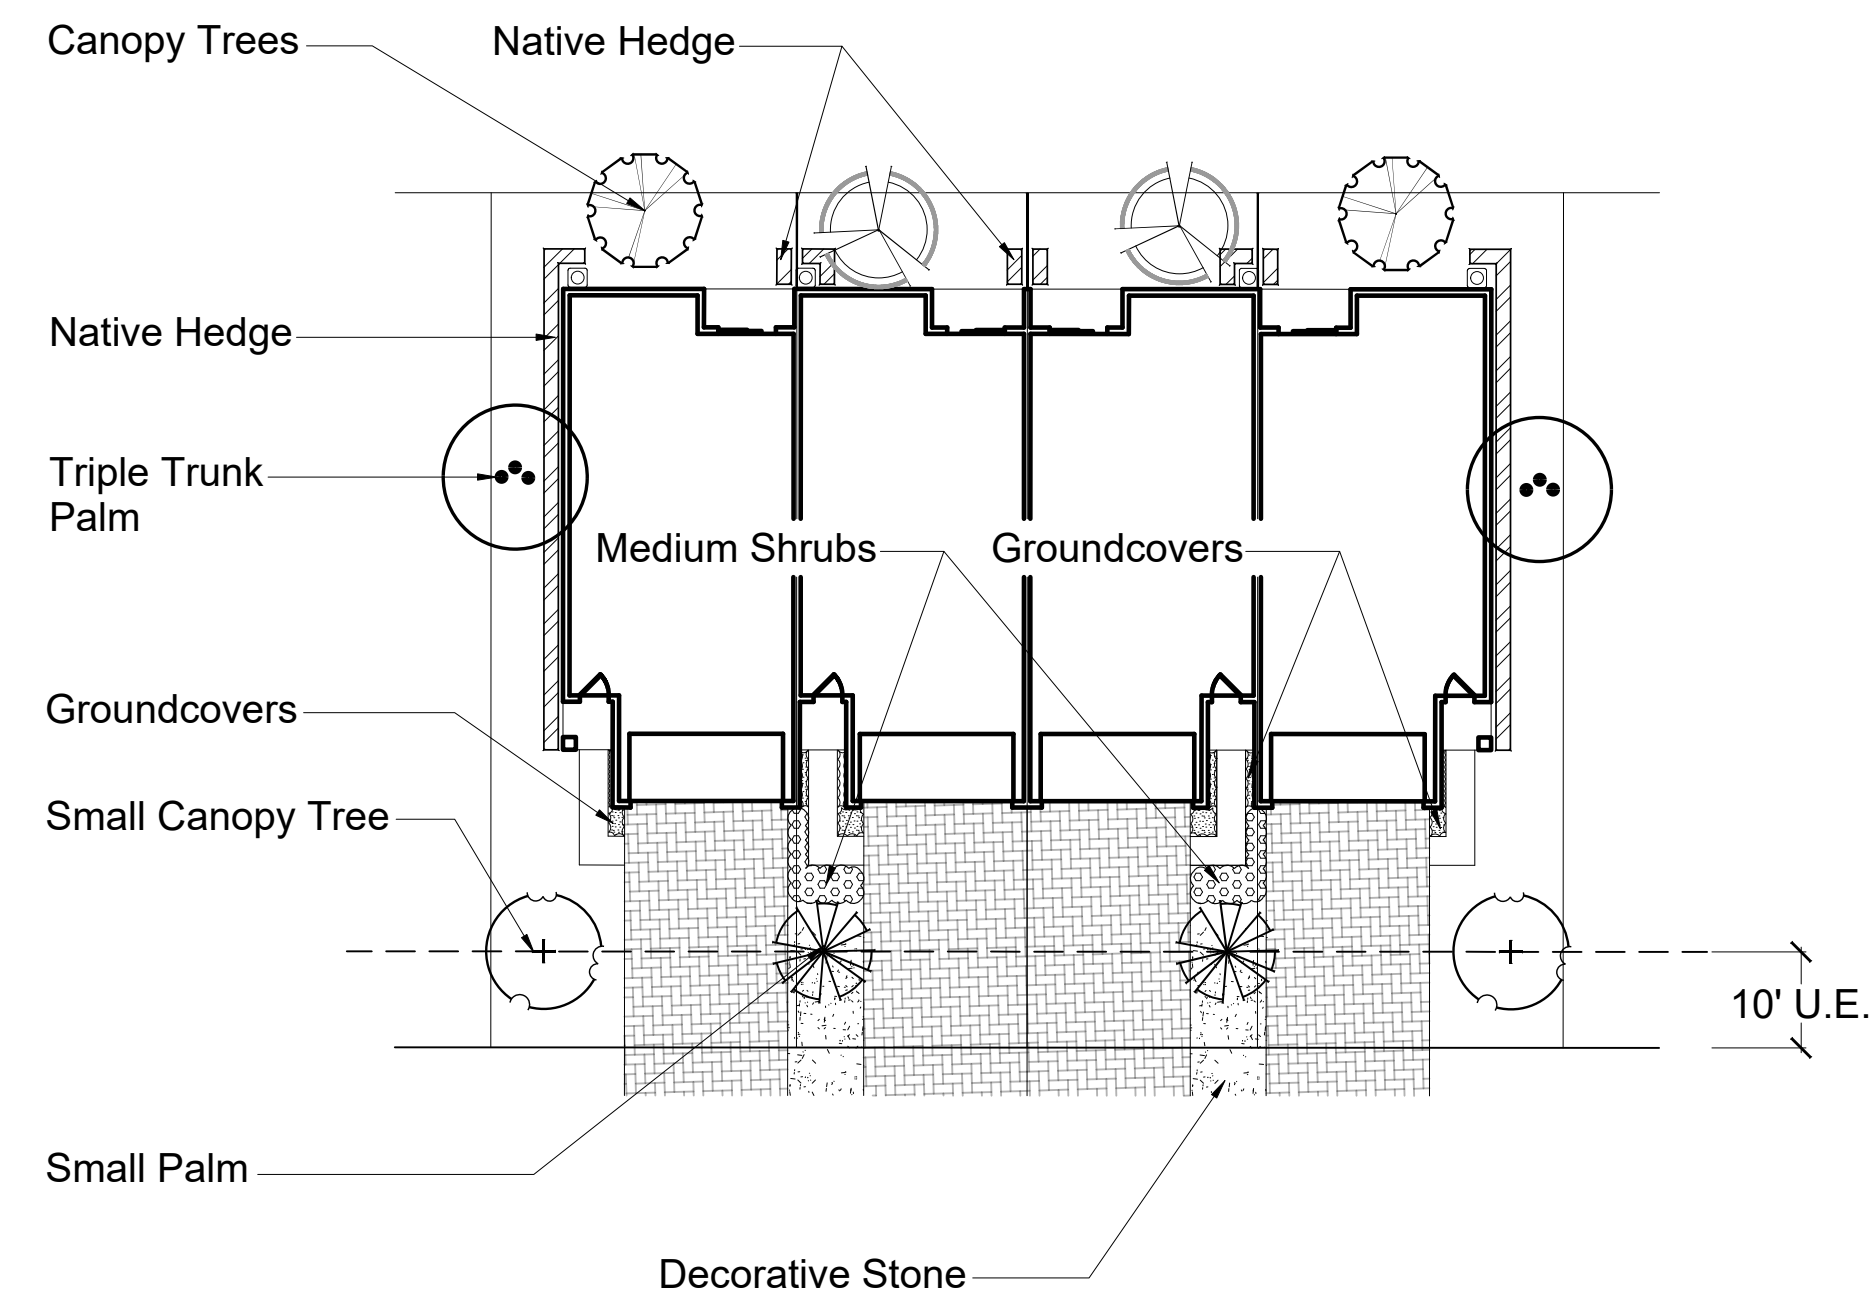 Canopy Trees
Native Hedge
Native Hedge
Triple Trunk
Palm
Medium Shrubs
Groundcovers
Groundcovers
Small Canopy Tree
10' U.E.
Small Palm
Decorative Stone